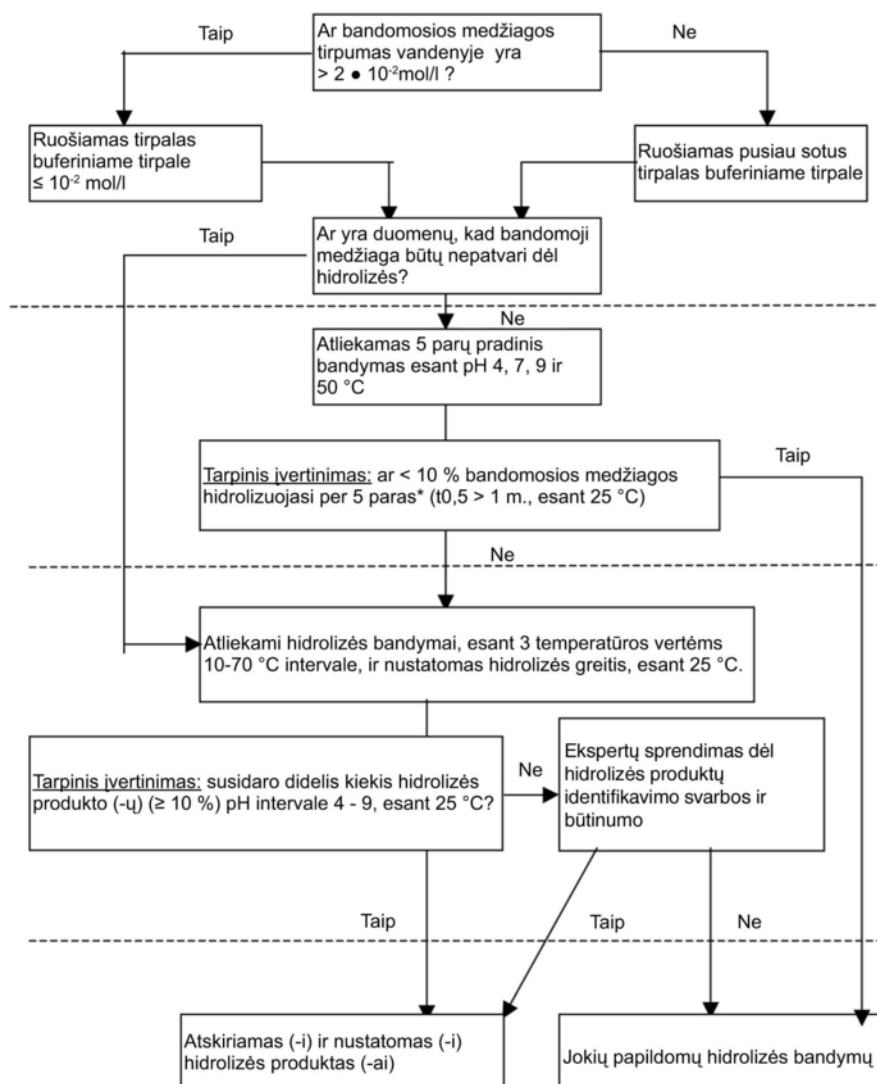 Taip
Ar bandomosios medžiagos
tirpumas vandenyje yra
> 2 ● 10⁻²mol/l ?
Ne
Ruošiamas tirpalas
buferiniame tirpale
≤ 10⁻² mol/l
Ruošiamas pusiau sotus
tirpalas buferiniame tirpale
Taip
Ar yra duomenų, kad bandomoji
medžiaga būtų nepatvari dėl
hidrolizės?
Ne
Atliekamas 5 parų pradinis
bandymas esant pH 4, 7, 9 ir
50 °C
Tarpinis įvertinimas: ar < 10 % bandomosios medžiagos
hidrolizuojasi per 5 paras* (t0,5 > 1 m., esant 25 °C)
Taip
Ne
Atliekami hidrolizės bandymai, esant 3 temperatūros vertėms
10-70 °C intervale, ir nustatomas hidrolizės greitis, esant 25 °C.
Tarpinis įvertinimas: susidaro didelis kiekis hidrolizės
produkto (-ų) (≥ 10 %) pH intervale 4 - 9, esant 25 °C?
Ne
Ekspertų sprendimas dėl
hidrolizės produktų
identifikavimo svarbos ir
būtinumo
Taip
Taip
Ne
Atskiriamas (-i) ir nustatomas (-i)
hidrolizės produktas (-ai)
Jokių papildomų hidrolizės bandymų